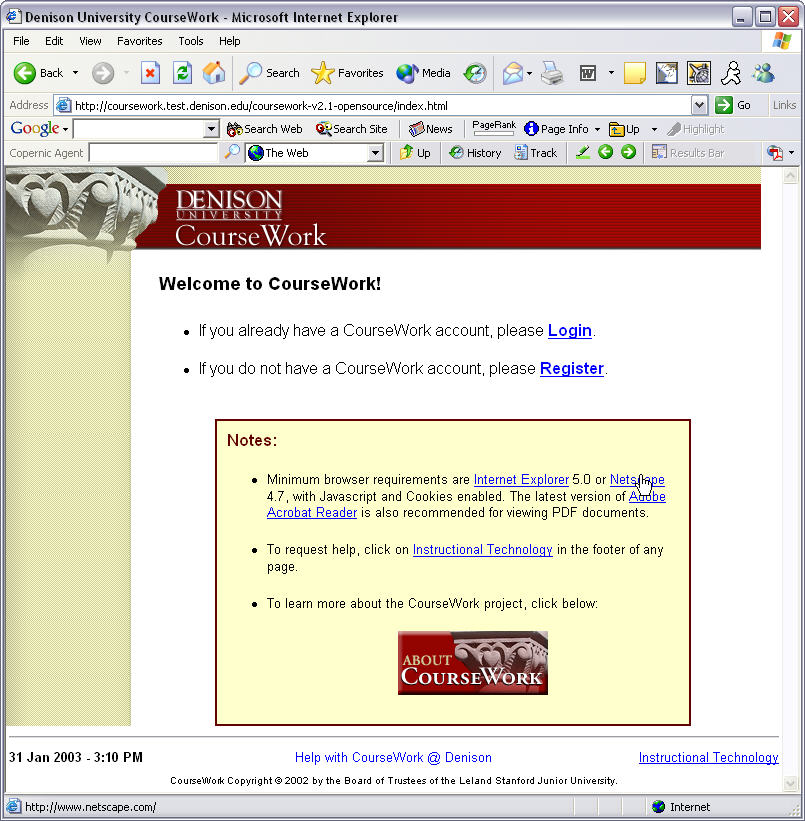 Denison University CourseWork - Microsoft Internet Explorer
File Edit View Favorites Tools Help
Back Search Favorites Media
Address http://coursework.test.denison.edu/coursework-v2.1-opensource/index.html Go Links
Google Search Web Search Site News PageRank Page Info Up Highlight
Copernic Agent The Web Up History Track Results Bar
DENISON
UNIVERSITY
CourseWork
Welcome to CourseWork!
• If you already have a CourseWork account, please Login.
• If you do not have a CourseWork account, please Register.
Notes:
• Minimum browser requirements are Internet Explorer 5.0 or Netscape
4.7, with Javascript and Cookies enabled. The latest version of Adobe
Acrobat Reader is also recommended for viewing PDF documents.
• To request help, click on Instructional Technology in the footer of any
page.
• To learn more about the CourseWork project, click below:
ABOUT
COURSEWORK
31 Jan 2003 - 3:10 PM Help with CourseWork @ Denison Instructional Technology
CourseWork Copyright © 2002 by the Board of Trustees of the Leland Stanford Junior University.
http://www.netscape.com/ Internet